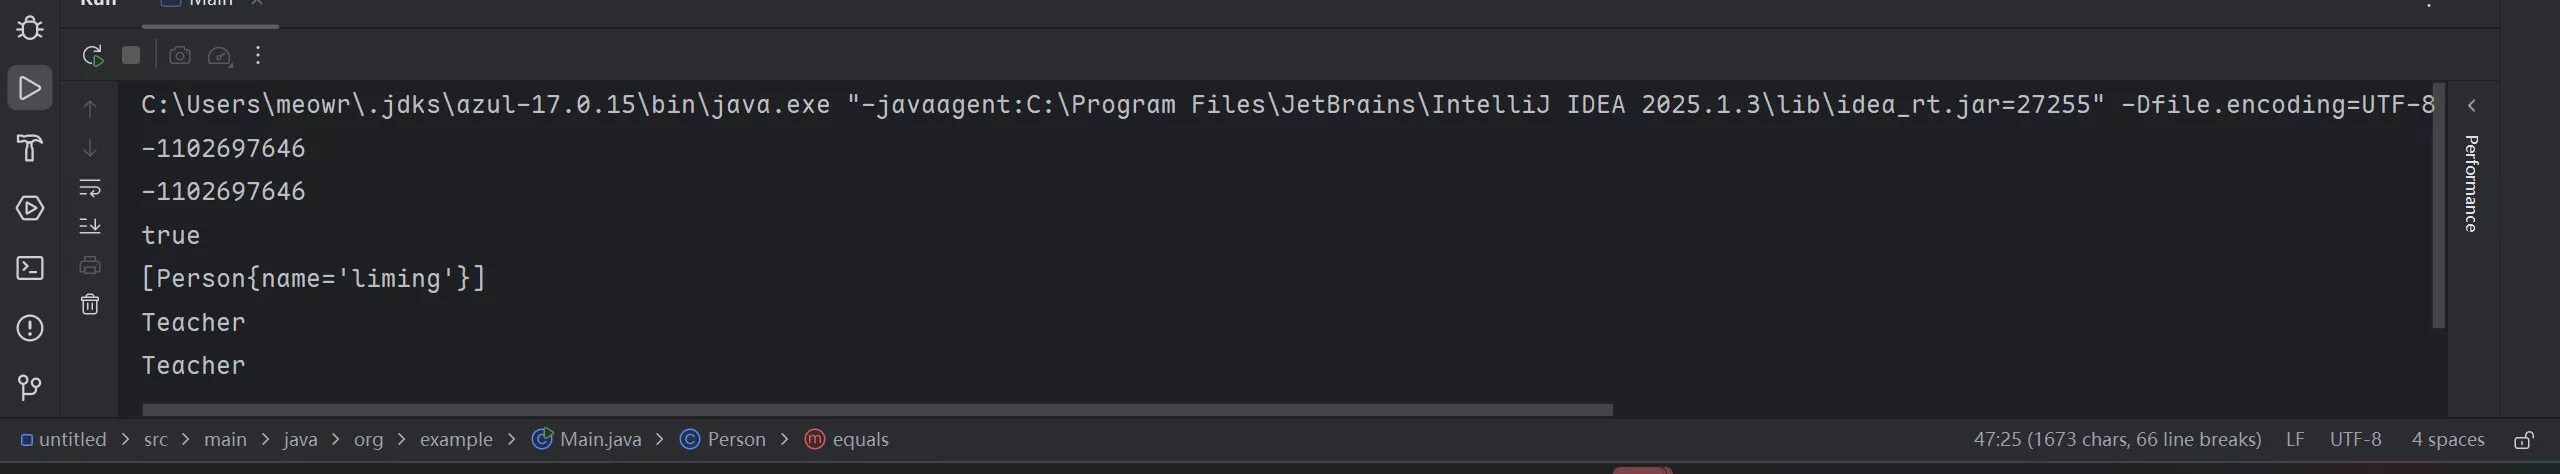 Run Main
C:\Users\meowr\.jdks\azul-17.0.15\bin\java.exe "-javaagent:C:\Program Files\JetBrains\IntelliJ IDEA 2025.1.3\lib\idea_rt.jar=27255" -Dfile.encoding=UTF-8
-1102697646
-1102697646
true
[Person{name='liming'}]
Teacher
Teacher
Performance
untitled > src > main > java > org > example > Main.java > Person > equals
47:25 (1673 chars, 66 line breaks) LF UTF-8 4 spaces